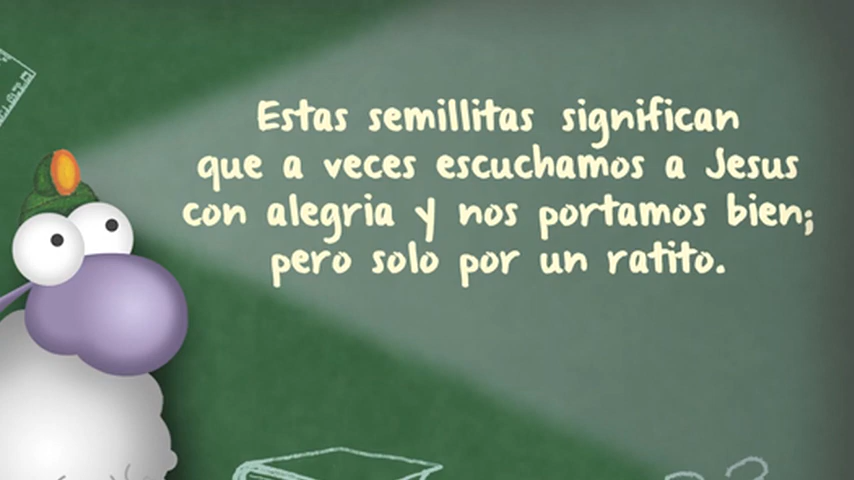 Estas semillitas significan
que a veces escuchamos a Jesus
con alegria y nos portamos bien;
pero solo por un ratito.